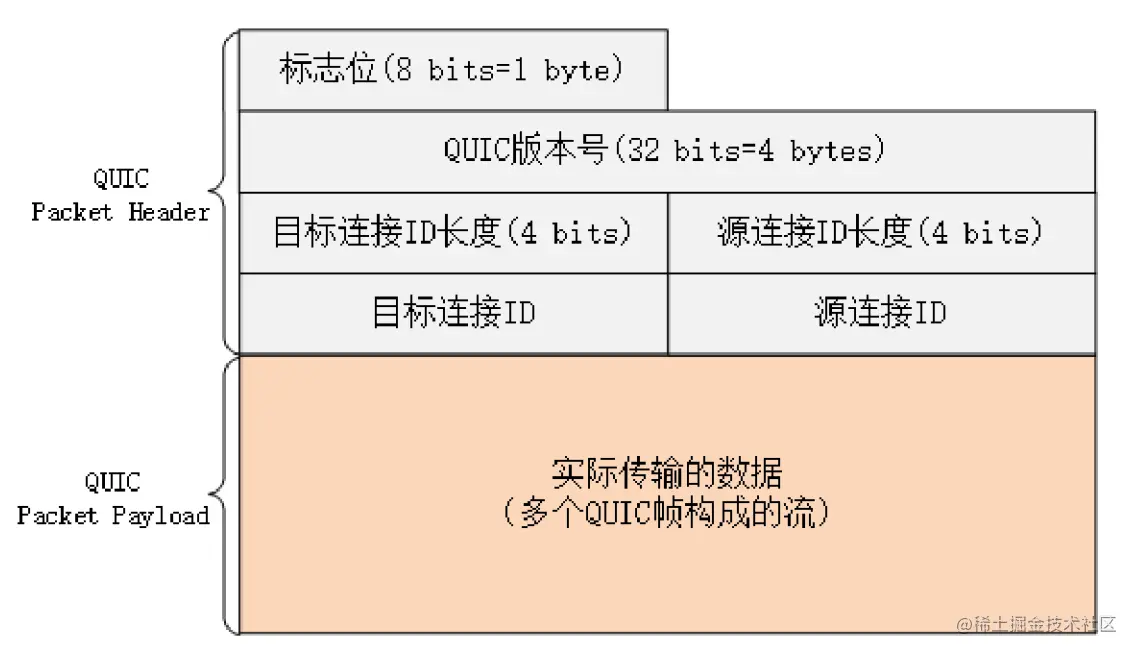 标志位(8 bits=1 byte)
QUIC版本号(32 bits=4 bytes)
QUIC
Packet Header
目标连接ID长度(4 bits)
源连接ID长度(4 bits)
目标连接ID
源连接ID
QUIC
Packet Payload
实际传输的数据
(多个QUIC帧构成的流)
@稀土掘金技术社区